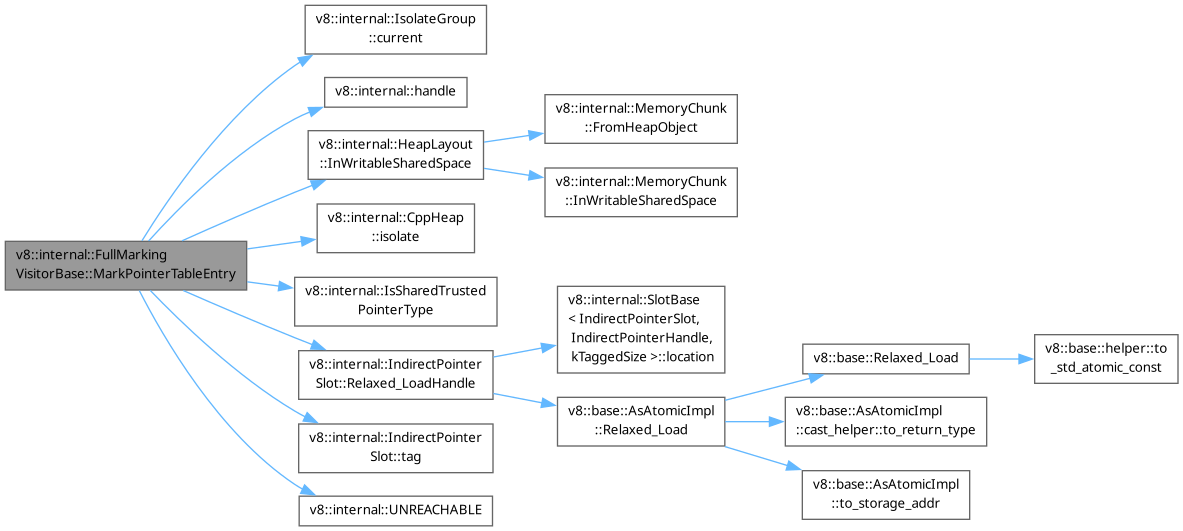 v8::internal::IsolateGroup
::current
v8::internal::handle
v8::internal::MemoryChunk
::FromHeapObject
v8::internal::HeapLayout
::InWritableSharedSpace
v8::internal::MemoryChunk
::InWritableSharedSpace
v8::internal::CppHeap
::isolate
v8::internal::FullMarking
VisitorBase::MarkPointerTableEntry
v8::internal::IsSharedTrusted
PointerType
v8::internal::SlotBase
< IndirectPointerSlot,
IndirectPointerHandle,
kTaggedSize >::location
v8::internal::IndirectPointer
Slot::Relaxed_LoadHandle
v8::base::Relaxed_Load
v8::base::helper::to
_std_atomic_const
v8::base::AsAtomicImpl
::Relaxed_Load
v8::base::AsAtomicImpl
::cast_helper::to_return_type
v8::internal::IndirectPointer
Slot::tag
v8::base::AsAtomicImpl
::to_storage_addr
v8::internal::UNREACHABLE